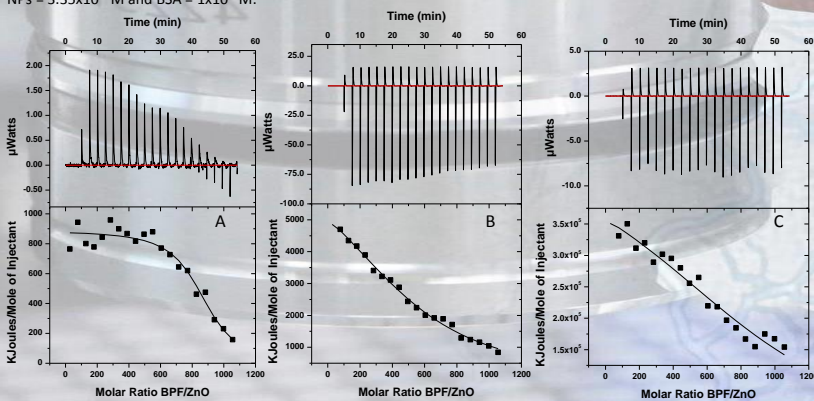 NPs = M and BSA = M.
Time (min)
0 10 20 30 40 50 60
µWatts
2.00
1.50
1.00
0.50
0.00
-0.50
KJoules/Mole of Injectant
1000
800
600
400
200
0
A
0 200 400 600 800 1000 1200
Molar Ratio BPF/ZnO
Time (min)
0 10 20 30 40 50 60
µWatts
25.0
0.00
-25.0
-50.0
-75.0
-100.0
KJoules/Mole of Injectant
5000
4000
3000
2000
1000
B
0 200 400 600 800 1000 1200
Molar Ratio BPF/ZnO
Time (min)
0 10 20 30 40 50 60
µWatts
5.0
0.0
-5.0
-10.0
KJoules/Mole of Injectant
3.5x10⁵
3.0x10⁵
2.5x10⁵
2.0x10⁵
1.5x10⁵
C
0 200 400 600 800 1000 1200
Molar Ratio BPF/ZnO